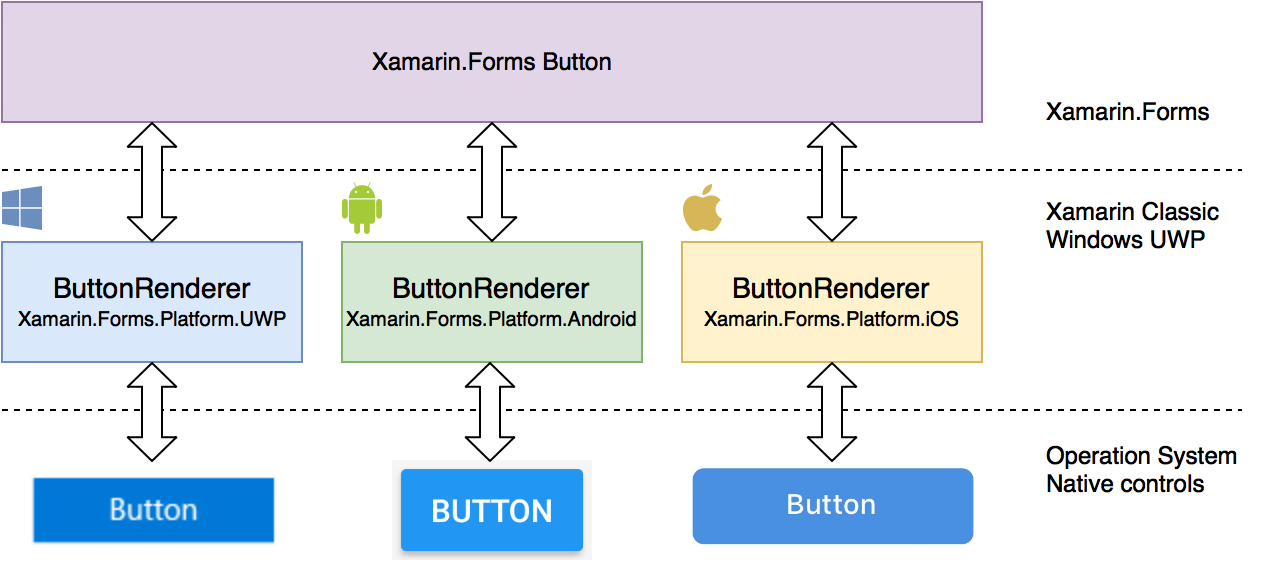 Xamarin.Forms Button
Xamarin.Forms
Xamarin Classic
Windows UWP
ButtonRenderer
Xamarin.Forms.Platform.UWP
ButtonRenderer
Xamarin.Forms.Platform.Android
ButtonRenderer
Xamarin.Forms.Platform.iOS
Operation System
Native controls
Button
BUTTON
Button